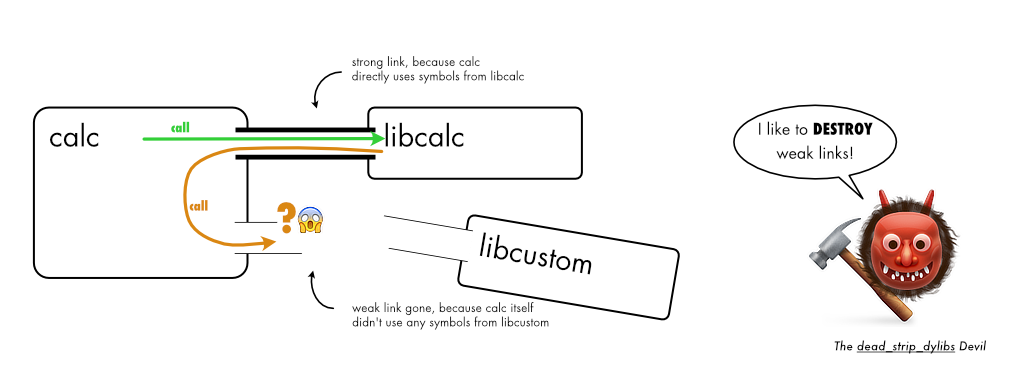 strong link, because calc
directly uses symbols from libcalc
calc
call
libcalc
call
?
libcustom
weak link gone, because calc itself
didn't use any symbols from libcustom
I like to DESTROY
weak links!
The dead_strip_dylibs Devil